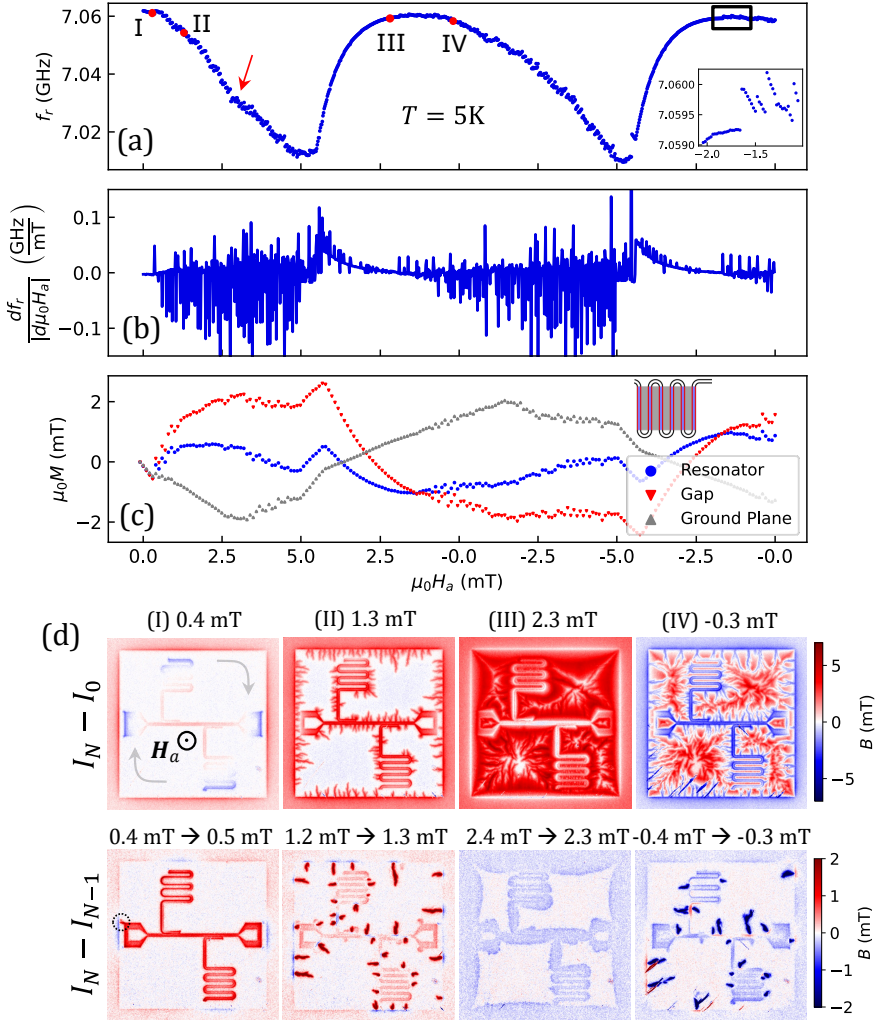 7.06
7.04
7.02
f_r (GHz)
I
II
III
IV
(a)
T = 5K
7.0600
7.0595
7.0590
−2.0
−1.5
0.1
0.0
−0.1
df_r / |dμ₀Hₐ| (GHz / mT)
(b)
2
0
−2
μ₀M (mT)
(c)
Resonator
Gap
Ground Plane
0.0
2.5
5.0
2.5
-0.0
-2.5
-5.0
-2.5
-0.0
μ₀Hₐ (mT)
(d)
(I) 0.4 mT
(II) 1.3 mT
(III) 2.3 mT
(IV) -0.3 mT
I_N − I_0
Hₐ
5
0
−5
B (mT)
0.4 mT → 0.5 mT
1.2 mT → 1.3 mT
2.4 mT → 2.3 mT
-0.4 mT → -0.3 mT
I_N − I_{N−1}
2
1
0
−1
−2
B (mT)